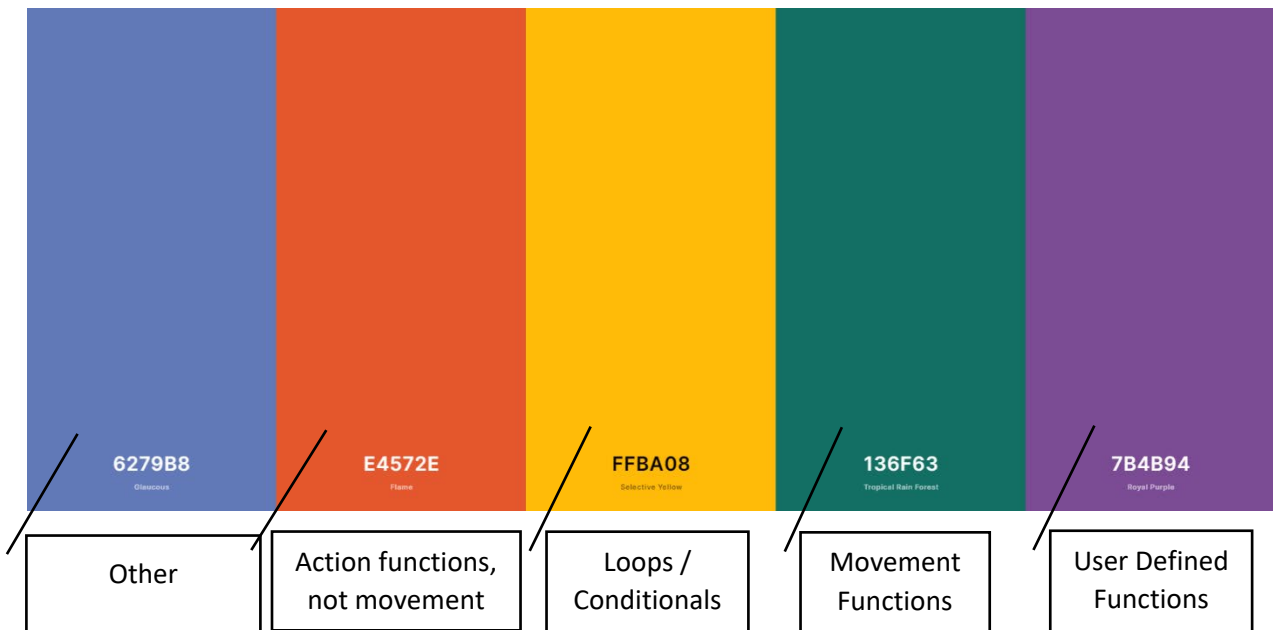 6279B8
Glaucous
E4572E
Flame
FFBA08
Selective Yellow
136F63
Tropical Rain Forest
7B4B94
Royal Purple
Other
Action functions,
not movement
Loops /
Conditionals
Movement
Functions
User Defined
Functions